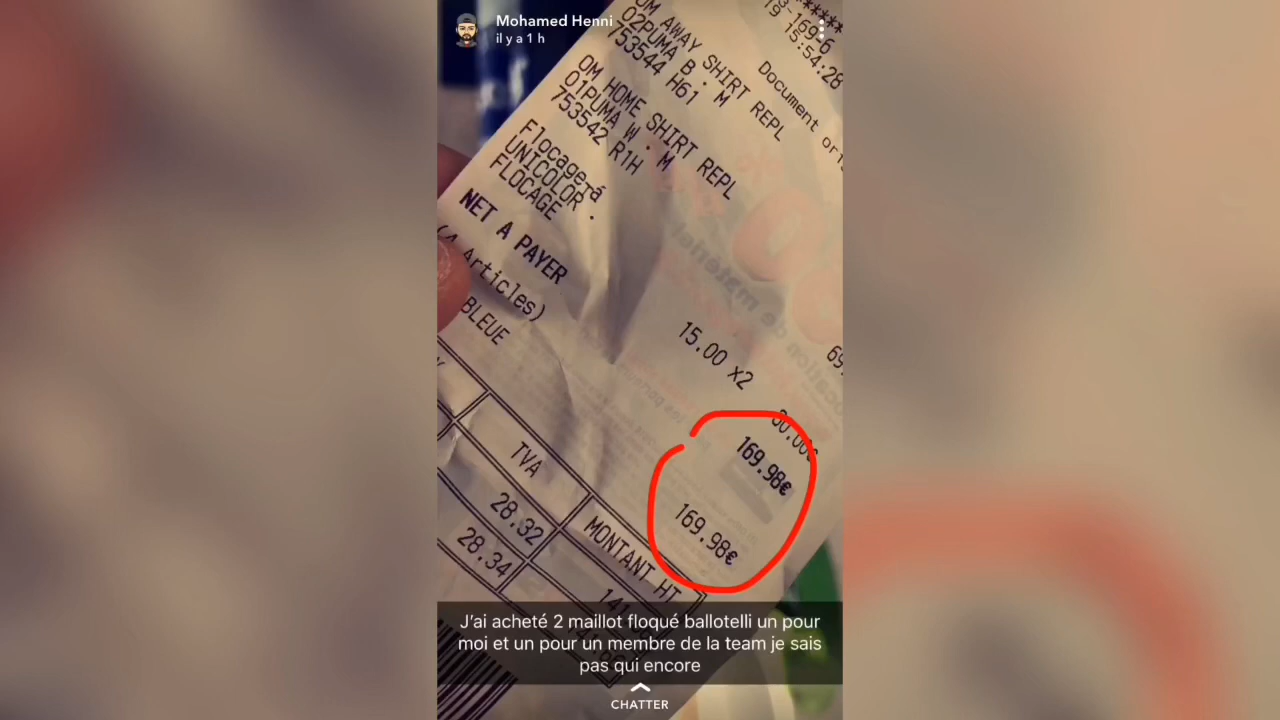 Mohamed Henni
il y a 1 h
19 15:54:28
Document
OM AWAY SHIRT REPL
02PUMA B . M
753544 H61
OM HOME SHIRT REPL
01PUMA W . M
753542 R1H
Flocage à
UNICOLOR .
FLOCAGE
NET A PAYER
(4 Articles)
BLEUE
15.00 X2
30.00€
169.98€
169.98€
TVA
MONTANT HT
28.32
28.34
J'ai acheté 2 maillot floqué ballotelli un pour
moi et un pour un membre de la team je sais
pas qui encore
CHATTER